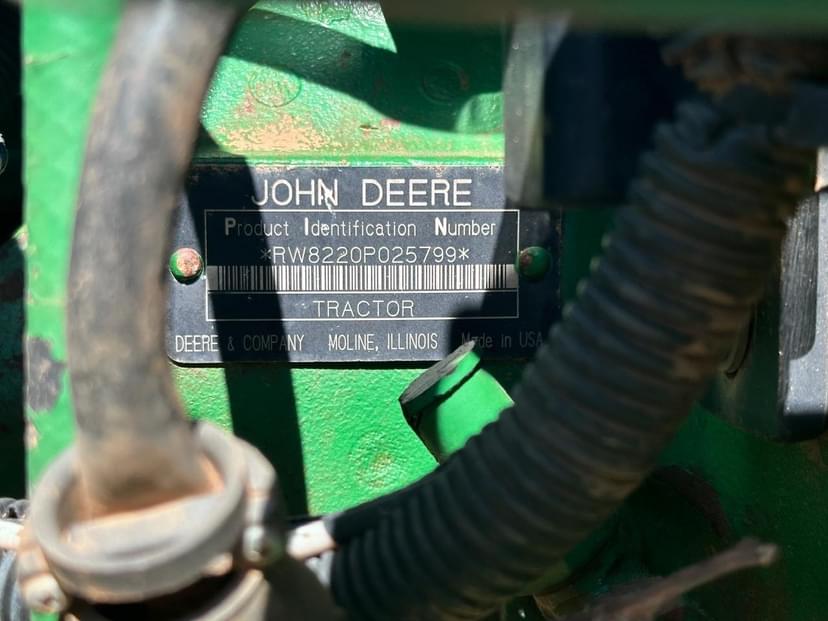 JOHN DEERE
Product Identification Number
*RW8220P025799*
TRACTOR
DEERE & COMPANY MOLINE, ILLINOIS Made in USA